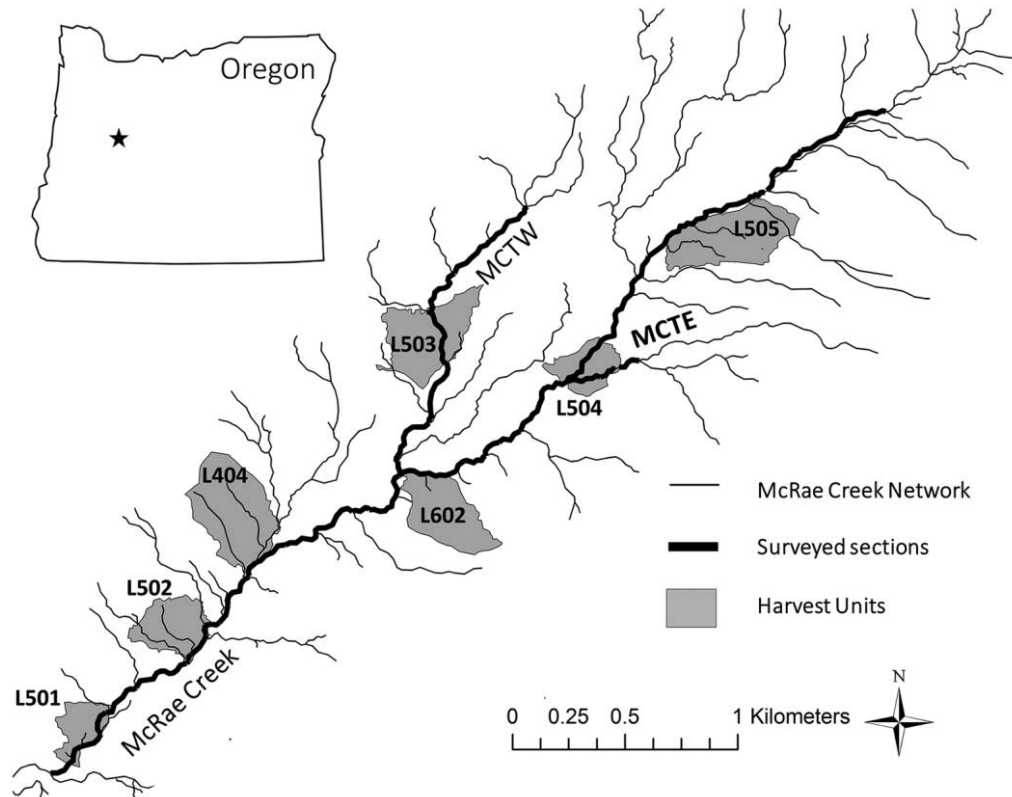 Oregon
MCTW
L505
L503
MCTE
L504
L404
L602
McRae Creek Network
Surveyed sections
Harvest Units
L502
L501
McRae Creek
N
0 0.25 0.5 1 Kilometers